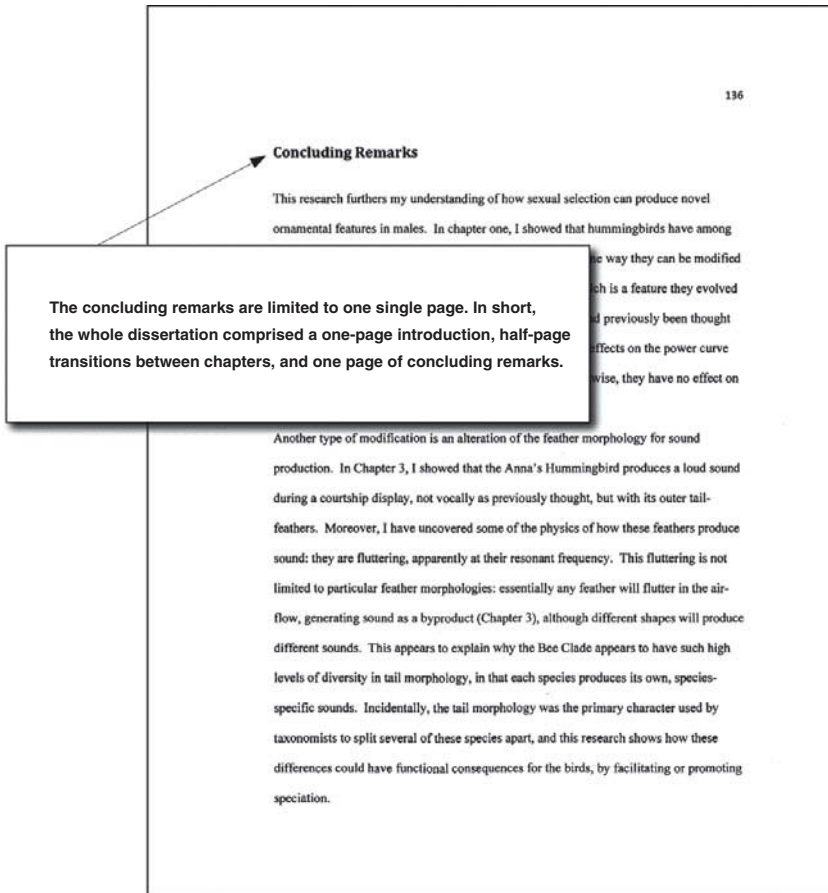 136
Concluding Remarks
This research furthers my understanding of how sexual selection can produce novel
ornamental features in males. In chapter one, I showed that hummingbirds have among
way they can be modified
is a feature they evolved
previously been thought
effects on the power curve
they have no effect on
The concluding remarks are limited to one single page. In short,
the whole dissertation comprised a one-page introduction, half-page
transitions between chapters, and one page of concluding remarks.
Another type of modification is an alteration of the feather morphology for sound
production. In Chapter 3, I showed that the Anna's Hummingbird produces a loud sound
during a courtship display, not vocally as previously thought, but with its outer tail-
feathers. Moreover, I have uncovered some of the physics of how these feathers produce
sound: they are fluttering, apparently at their resonant frequency. This fluttering is not
limited to particular feather morphologies: essentially any feather will flutter in the air-
flow, generating sound as a byproduct (Chapter 3), although different shapes will produce
different sounds. This appears to explain why the Bee Clade appears to have such high
levels of diversity in tail morphology, in that each species produces its own, species-
specific sounds. Incidentally, the tail morphology was the primary character used by
taxonomists to split several of these species apart, and this research shows how these
differences could have functional consequences for the birds, by facilitating or promoting
speciation.